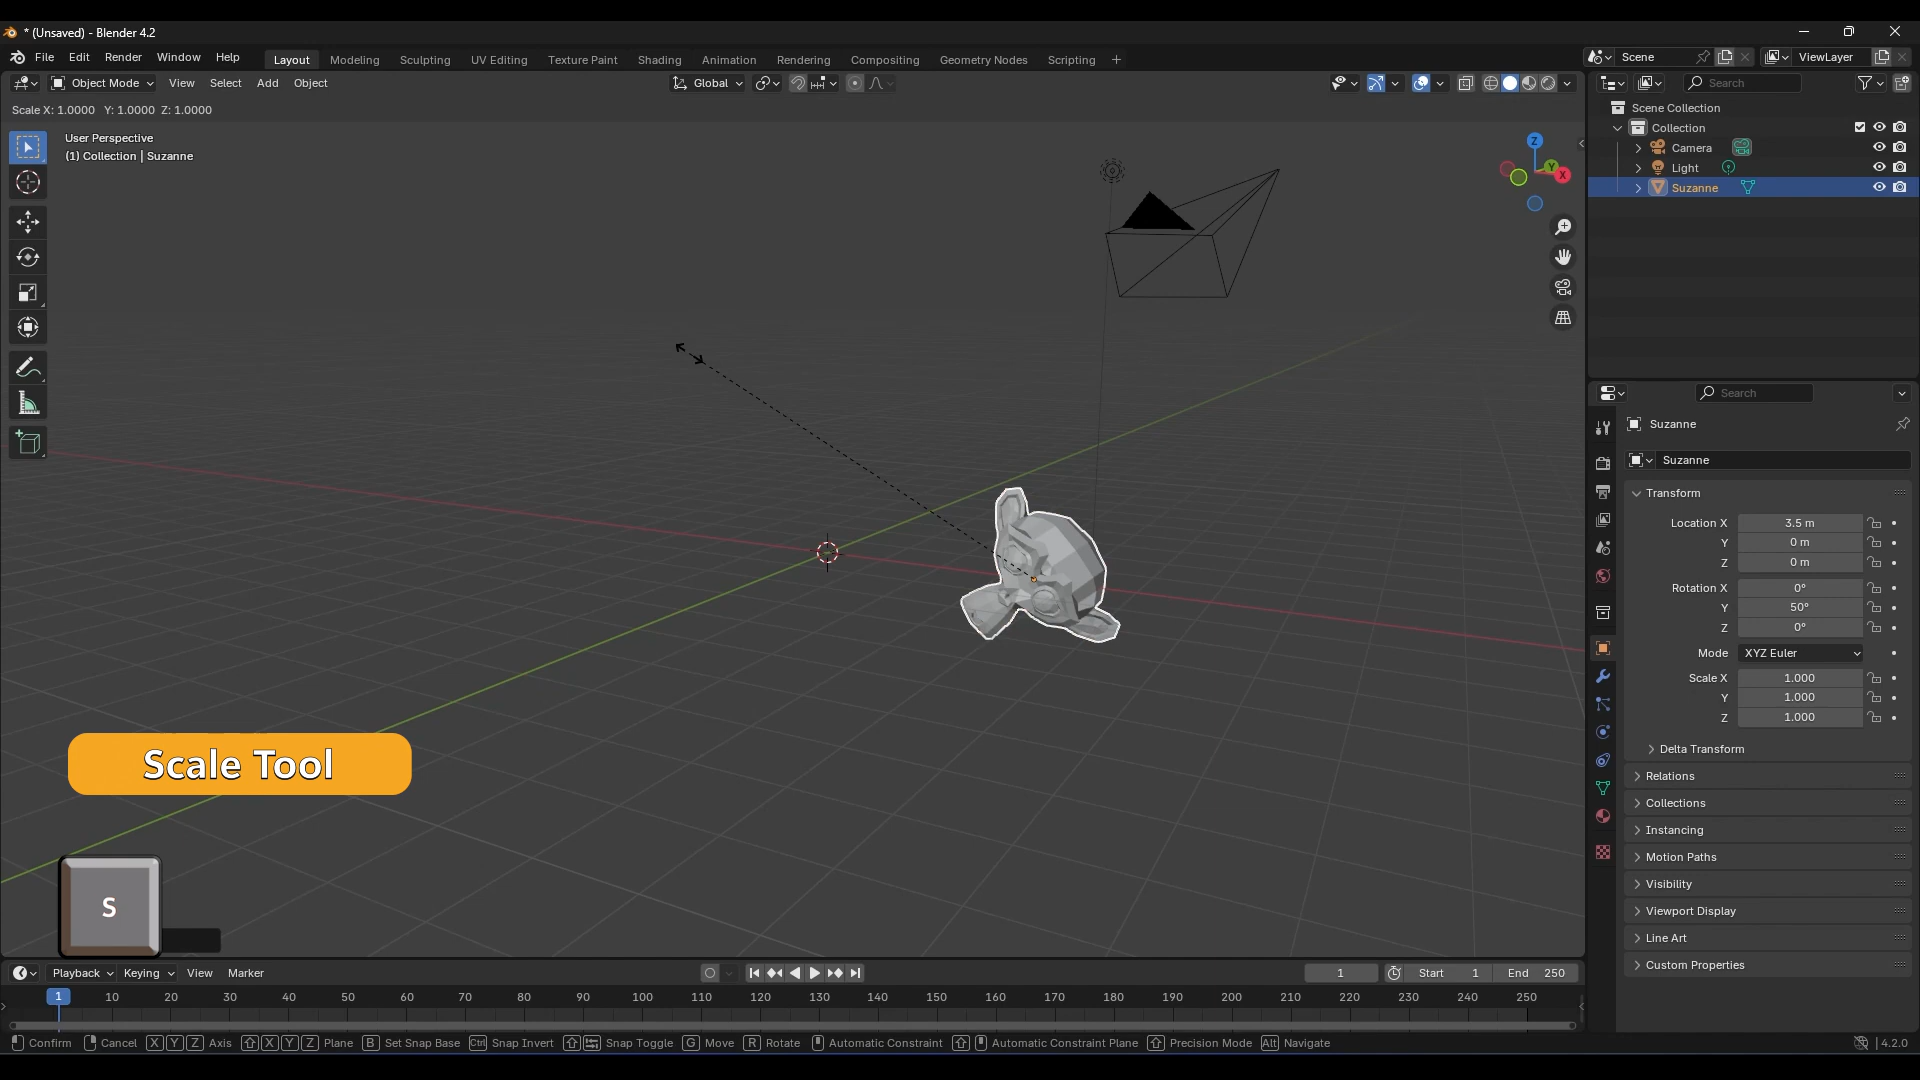 * (Unsaved) - Blender 4.2
File Edit Render Window Help
Layout Modeling Sculpting UV Editing Texture Paint Shading Animation Rendering Compositing Geometry Nodes Scripting +
Scene
ViewLayer
Object Mode View Select Add Object
Global
Search
Scale X: 1.0000 Y: 1.0000 Z: 1.0000
User Perspective
(1) Collection | Suzanne
Z
Y
X
Scene Collection
Collection
Camera
Light
Suzanne
Search
Suzanne
Suzanne
Transform
Location X 3.5 m
Y 0 m
Z 0 m
Rotation X 0°
Y 50°
Z 0°
Mode XYZ Euler
Scale X 1.000
Y 1.000
Z 1.000
Delta Transform
Relations
Collections
Instancing
Motion Paths
Visibility
Viewport Display
Line Art
Custom Properties
Scale Tool
S
Playback Keying View Marker
1 Start 1 End 250
1 10 20 30 40 50 60 70 80 90 100 110 120 130 140 150 160 170 180 190 200 210 220 230 240 250
Confirm Cancel X Y Z Axis X Y Z Plane B Set Snap Base Ctrl Snap Invert Snap Toggle G Move R Rotate Automatic Constraint Automatic Constraint Plane Precision Mode Alt Navigate
4.2.0